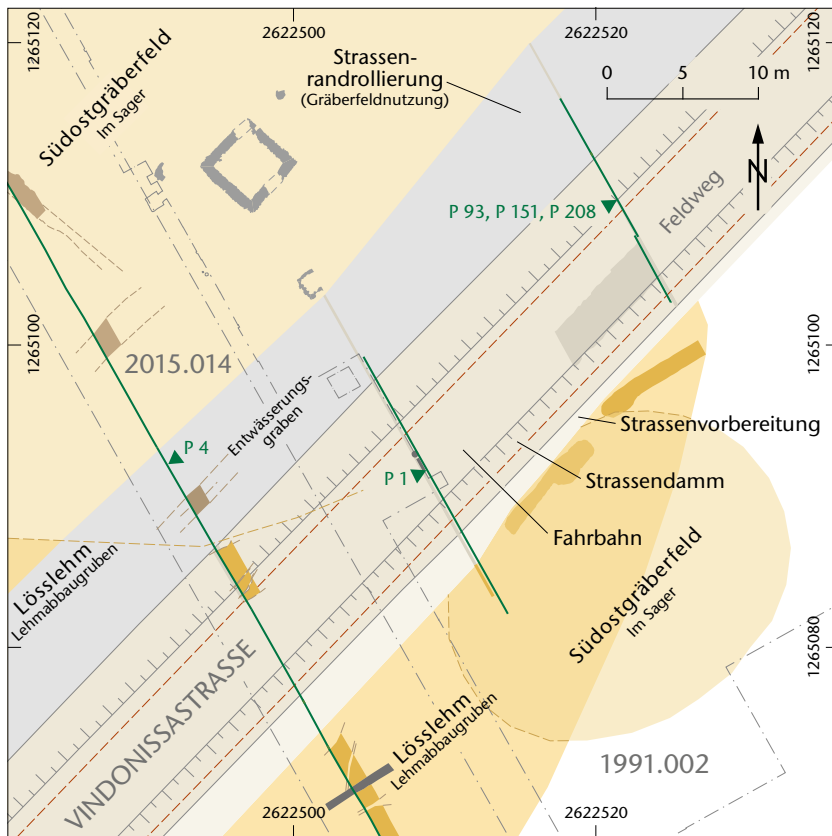 2622500
2622520
1265120
1265120
Südostgräberfeld
Im Sager
Strassen-
randrollierung
(Gräberfeldnutzung)
0 5 10 m
N
Feldweg
P 93, P 151, P 208
1265100
1265100
2015.014
Entwässerungs-
graben
P 4
P 1
Strassenvorbereitung
Strassendamm
Fahrbahn
Lösslehm
Lehmabbaugruben
Südostgräberfeld
Im Sager
1265080
VINDONISSASTRASSE
Lösslehm
Lehmabbaugruben
1991.002
2622500
2622520